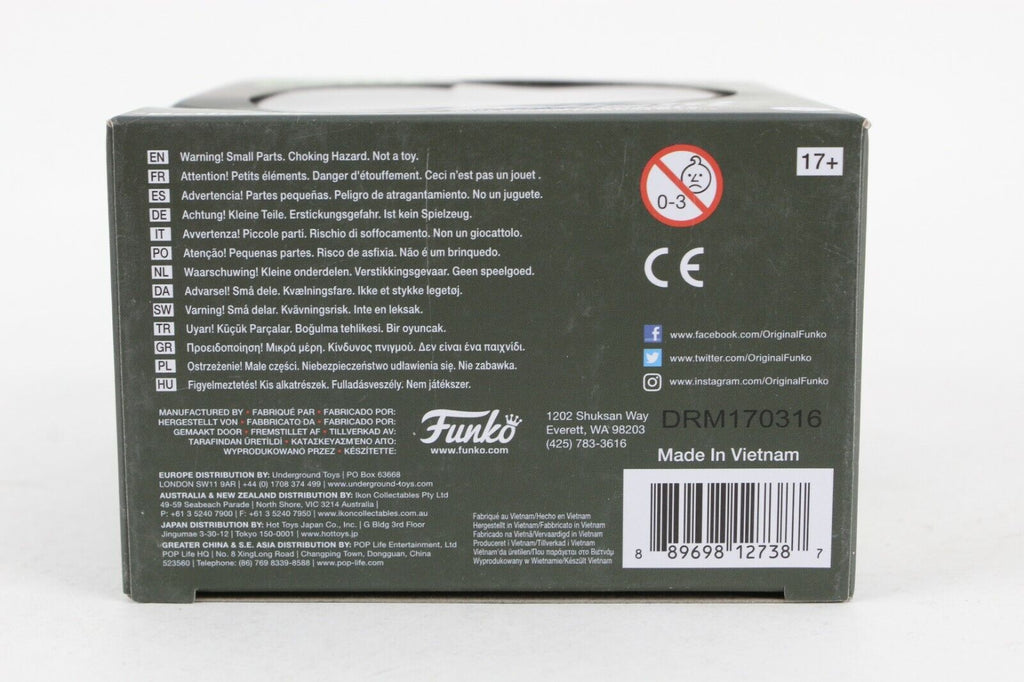 EN Warning! Small Parts. Choking Hazard. Not a toy.
FR Attention! Petits éléments. Danger d'étouffement. Ceci n'est pas un jouet .
ES Advertencia! Partes pequeñas. Peligro de atragantamiento. No un juguete.
DE Achtung! Kleine Teile. Erstickungsgefahr. Ist kein Spielzeug.
IT Avvertenza! Piccole parti. Rischio di soffocamento. Non un giocattolo.
PO Atenção! Pequenas partes. Risco de asfixia. Não é um brinquedo.
NL Waarschuwing! Kleine onderdelen. Verstikkingsgevaar. Geen speelgoed.
DA Advarsel! Små dele. Kvælningsfare. Ikke et stykke legetøj.
SW Varning! Små delar. Kvävningsrisk. Inte en leksak.
TR Uyarı! Küçük Parçalar. Boğulma tehlikesi. Bir oyuncak.
GR Προειδοποίηση! Μικρά μέρη. Κίνδυνος πνιγμού. Δεν είναι ένα παιχνίδι.
PL Ostrzeżenie! Małe części. Niebezpieczeństwo udławienia się. Nie zabawka.
HU Figyelmeztetés! Kis alkatrészek. Fulladásveszély. Nem játékszer.
0-3
17+
CE
www.facebook.com/OriginalFunko
www.twitter.com/OriginalFunko
www.instagram.com/OriginalFunko
MANUFACTURED BY • FABRIQUÉ PAR • FABRICADO POR:
HERGESTELLT VON • FABBRICATO DA • FABRICADO POR:
GEMAAKT DOOR • FREMSTILLET AF • TILLVERKAD AV:
TARAFINDAN ÜRETİLDİ • ΚΑΤΑΣΚΕΥΑΣΜΈΝΟ ΑΠΌ:
WYPRODUKOWANO PRZEZ • KÉSZÍTETTE:
Funko
www.funko.com
1202 Shuksan Way
Everett, WA 98203
(425) 783-3616
DRM170316
Made In Vietnam
EUROPE DISTRIBUTION BY: Underground Toys | PO Box 63668
LONDON SW11 9AR | +44 (0) 1708 374 499 | www.underground-toys.com
AUSTRALIA & NEW ZEALAND DISTRIBUTION BY: Ikon Collectables Pty Ltd
49-59 Seabeach Parade | North Shore, VIC 3214 Australia |
P: +61 3 5240 7900 | F: +61 3 5240 7950 | www.ikoncollectables.com.au
JAPAN DISTRIBUTION BY: Hot Toys Japan Co., Inc. | G Bldg 3rd Floor
Jingumae 3-30-12 | Tokyo 150-0001 | www.hottoys.jp
GREATER CHINA & S.E. ASIA DISTRIBUTION BY: POP Life Entertainment, Ltd
POP Life HQ | No. 8 XingLong Road | Changping Town, Dongguan, China
523560 | Telephone: (86) 769 8339-8588 | www.pop-life.com
Fabriqué au Vietnam/Hecho en Vietnam
Hergestellt in Vietnam/Fabbricato in Vietnam
Fabricado na Vietnã/Vervaardigd in Vietnam
Produceret i Vietnam/Tillverkad i Vietnam
Vietnam'da üretilen/Που παράγεται στο Βιετνάμ
Wyprodukowany w Wietnamie/Készült Vietnam
8 89698 12738 7